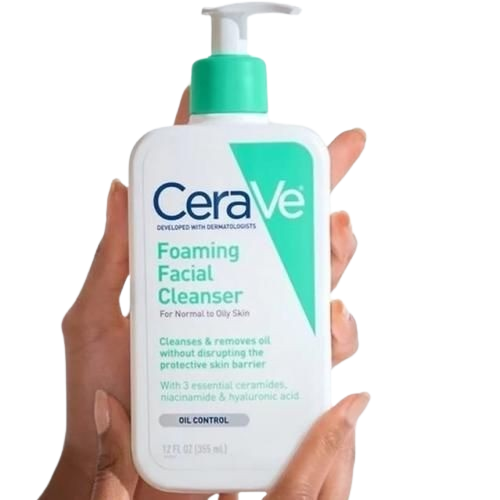 CeraVe
DEVELOPED WITH DERMATOLOGISTS
Foaming
Facial
Cleanser
For Normal to Oily Skin
Cleanses & removes oil
without disrupting the
protective skin barrier
With 3 essential ceramides,
niacinamide & hyaluronic acid
OIL CONTROL
12 FL OZ (355 mL)